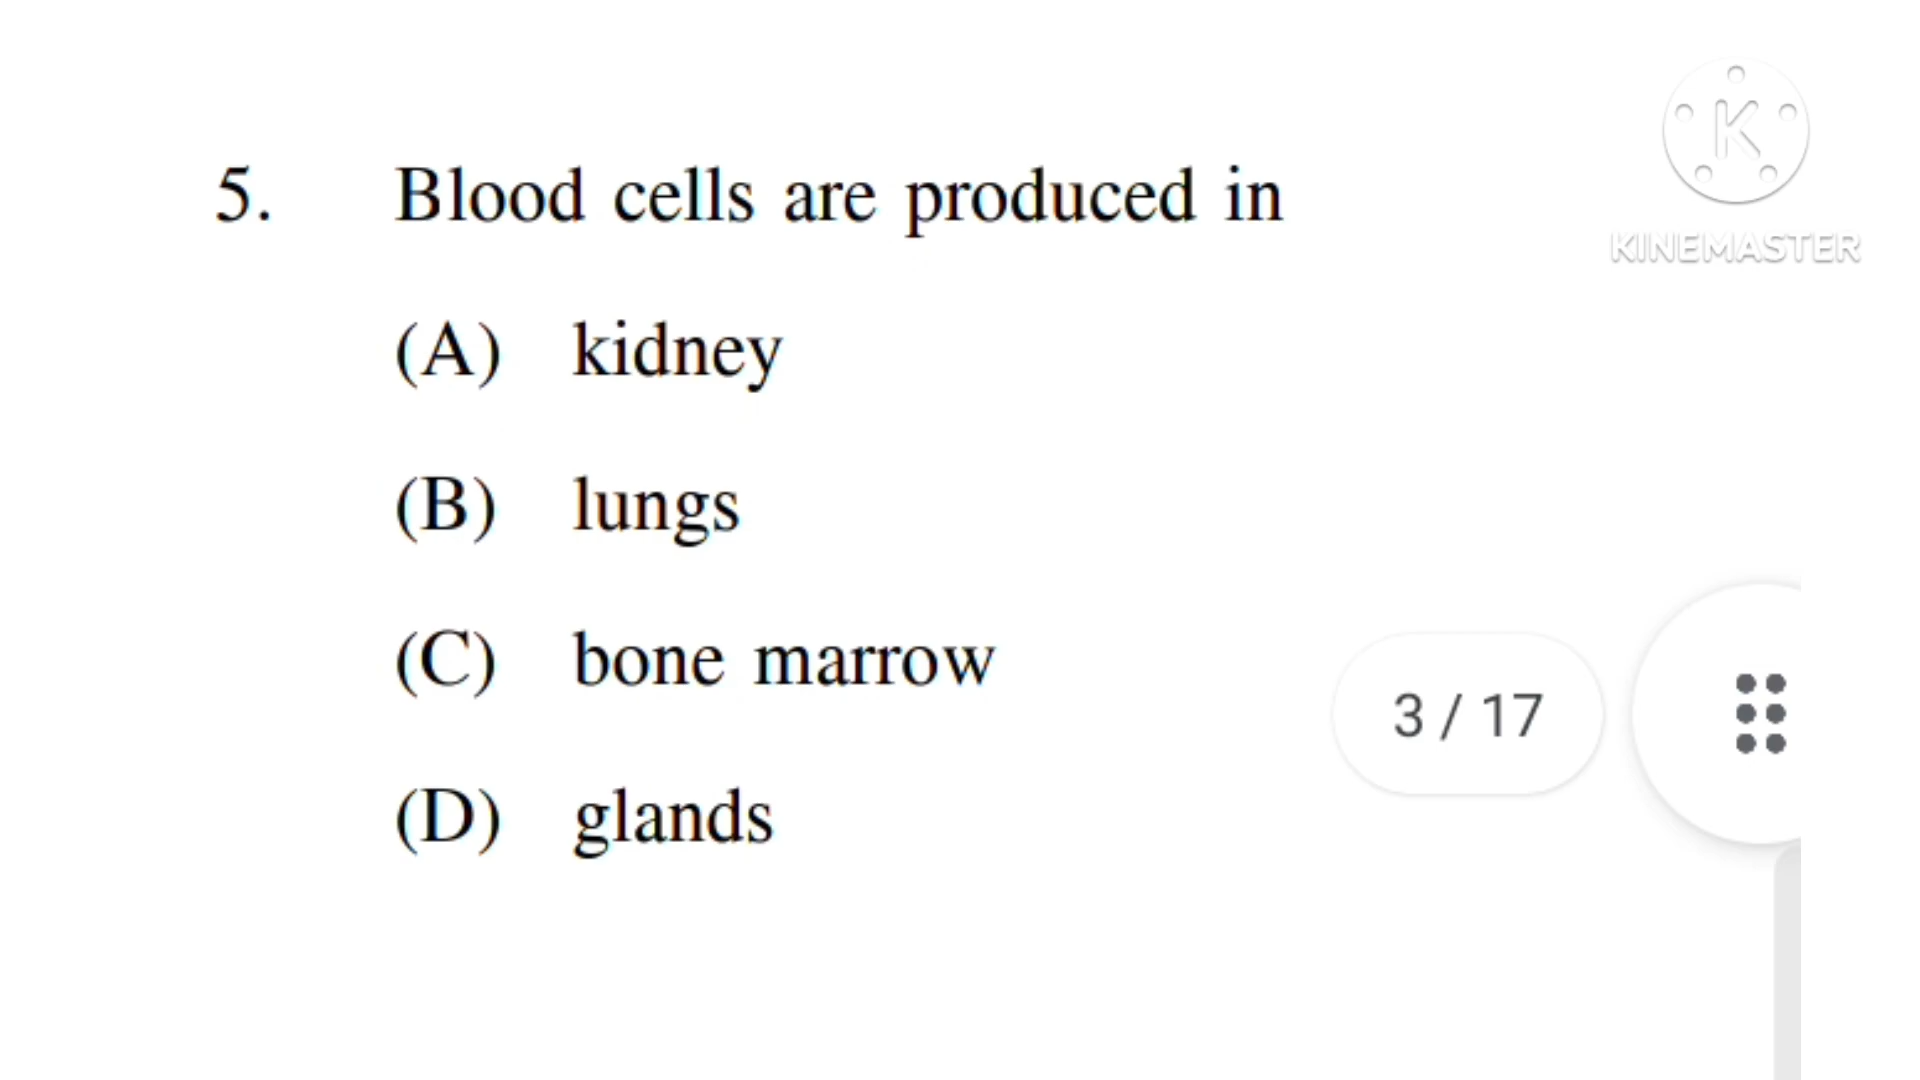 KINEMASTER
5. Blood cells are produced in
(A) kidney
(B) lungs
(C) bone marrow
3 / 17
(D) glands